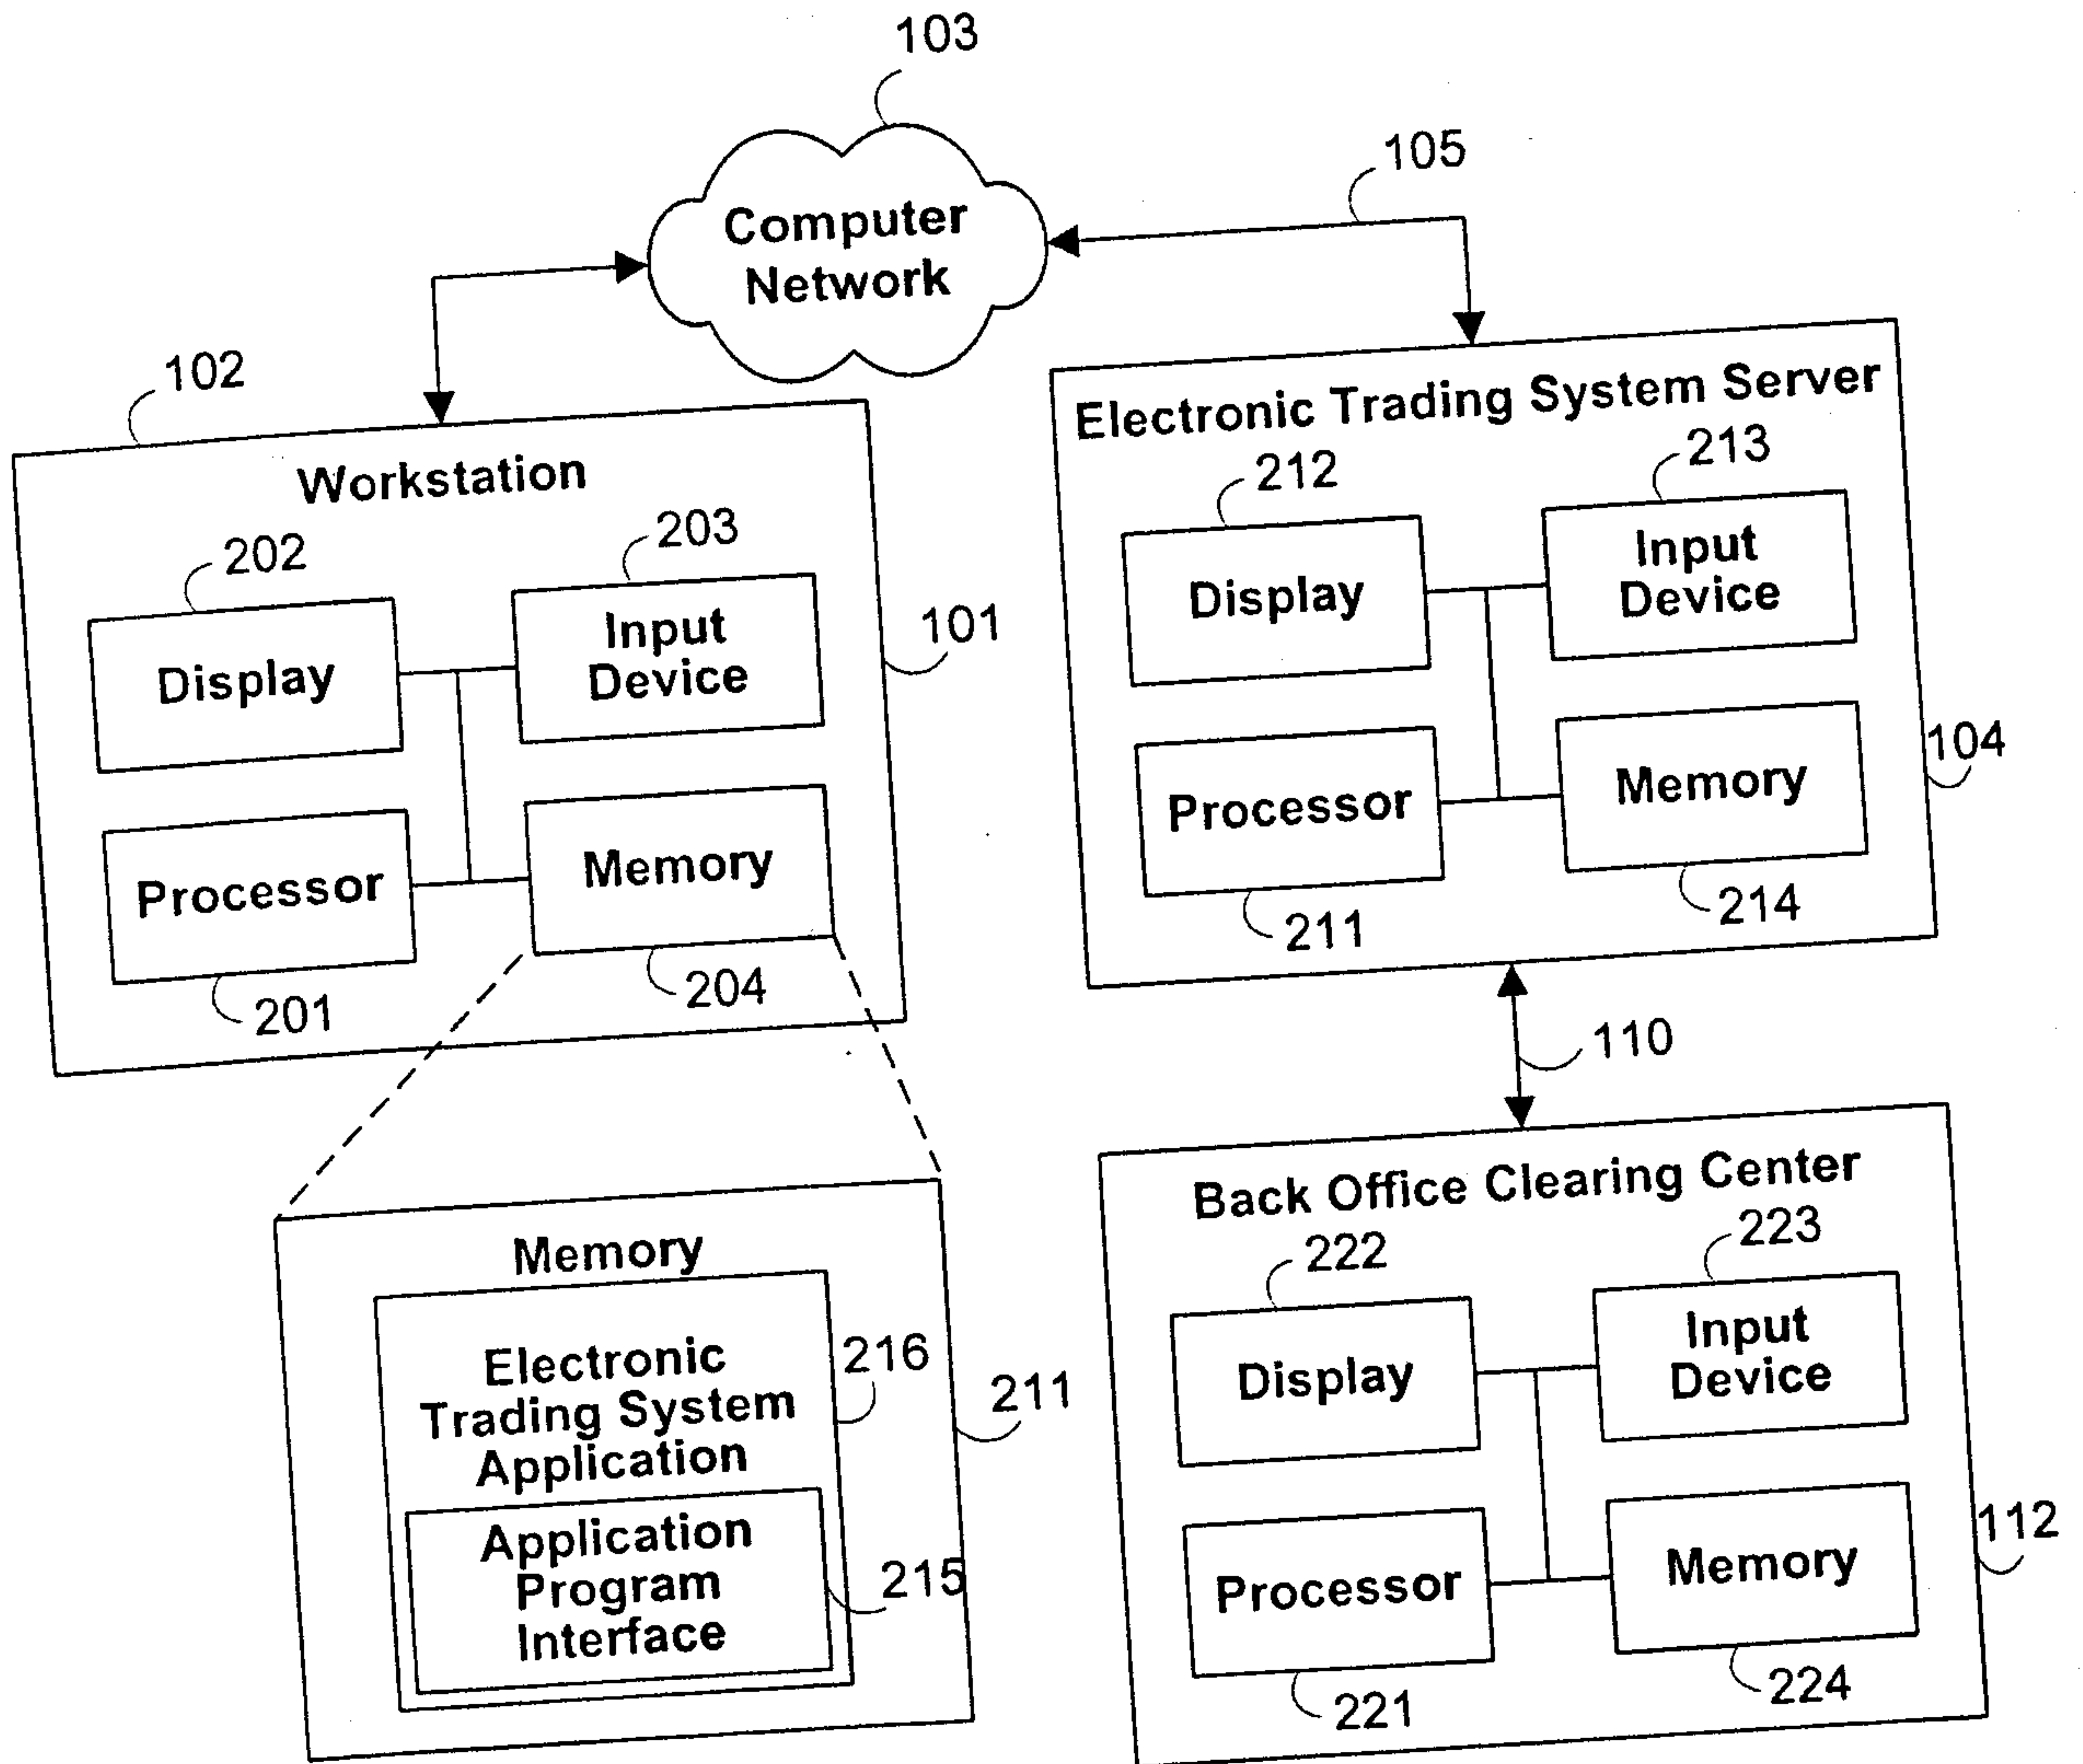 103
105
Computer
Network
102
Workstation
202
203
Display
Input
Device
101
Processor
Memory
201
204
Electronic Trading System Server
212
213
Display
Input
Device
104
Processor
Memory
211
214
110
Memory
Electronic
Trading System
Application
216
211
Application
Program
Interface
215
Back Office Clearing Center
222
223
Display
Input
Device
112
Processor
Memory
221
224